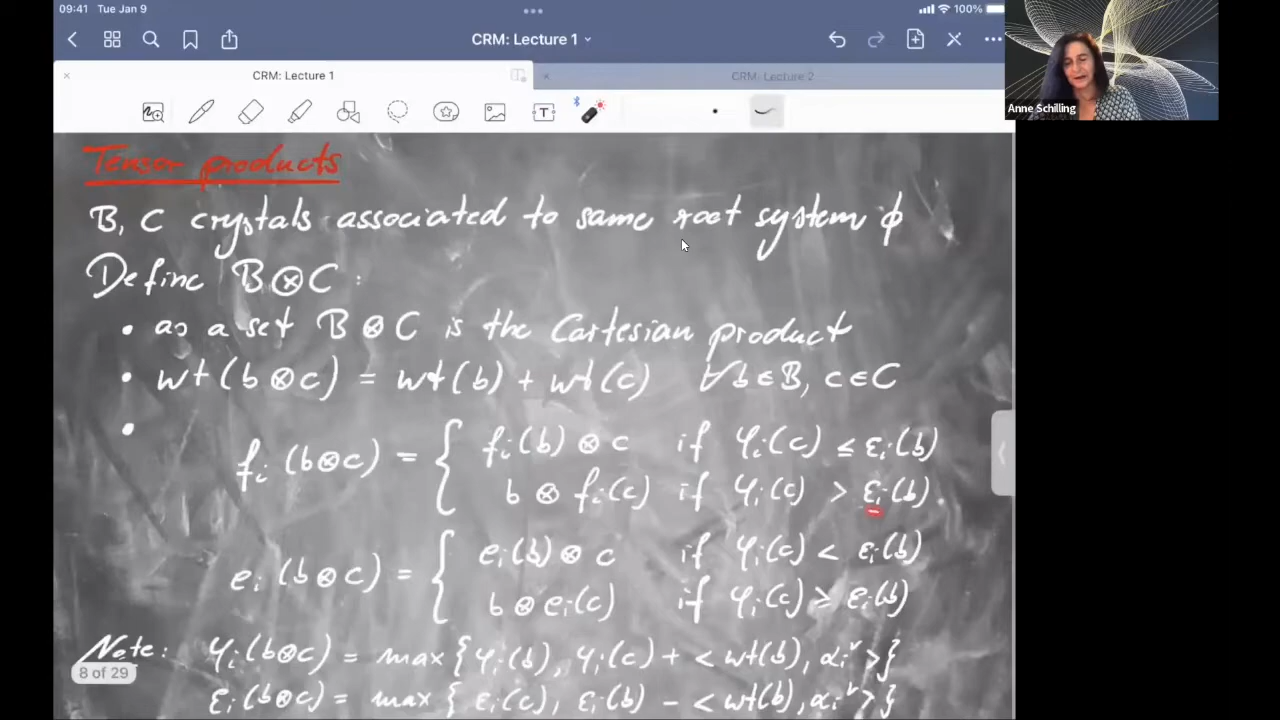 09:41 Tue Jan 9
100%
CRM: Lecture 1
CRM: Lecture 1
CRM: Lecture 2
Anne Schilling
Tensor products
B, C crystals associated to same root system ϕ
Define B⊗C:
• as a set B⊗C is the Cartesian product
• wt(b⊗c) = wt(b) + wt(c) ∀b∈B, c∈C
• fi(b⊗c) = { fi(b)⊗c if φi(c) ≤ εi(b)
b⊗fi(c) if φi(c) > εi(b).
ei(b⊗c) = { ei(b)⊗c if φi(c) < εi(b)
b⊗ei(c) if φi(c) ≥ εi(b)
Note: φi(b⊗c) = max{φi(b), φi(c) + <wt(b), αi^v>}
8 of 29
εi(b⊗c) = max{εi(c), εi(b) - <wt(b), αi^v>}